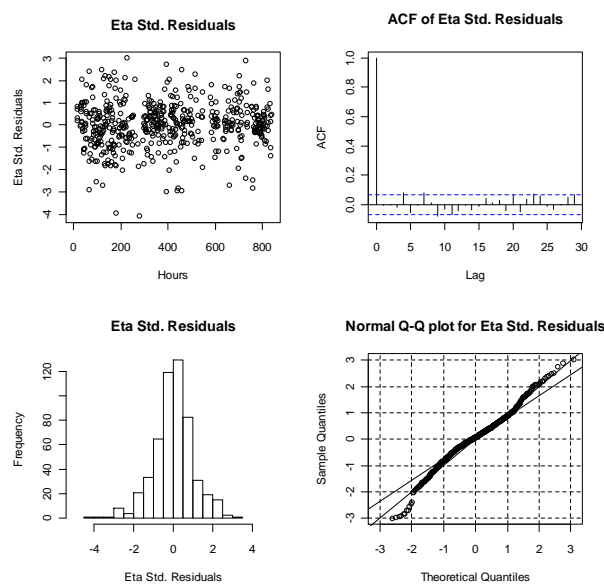 Eta Std. Residuals
Eta Std. Residuals
3
2
1
0
-1
-2
-3
-4
0 200 400 600 800
Hours
ACF of Eta Std. Residuals
ACF
1.0
0.8
0.6
0.4
0.2
0.0
0 5 10 15 20 25 30
Lag
Eta Std. Residuals
Frequency
120
80
60
40
20
0
-4 -2 0 2 4
Eta Std. Residuals
Normal Q-Q plot for Eta Std. Residuals
Sample Quantiles
3
2
1
0
-1
-2
-3
-3 -2 -1 0 1 2 3
Theoretical Quantiles